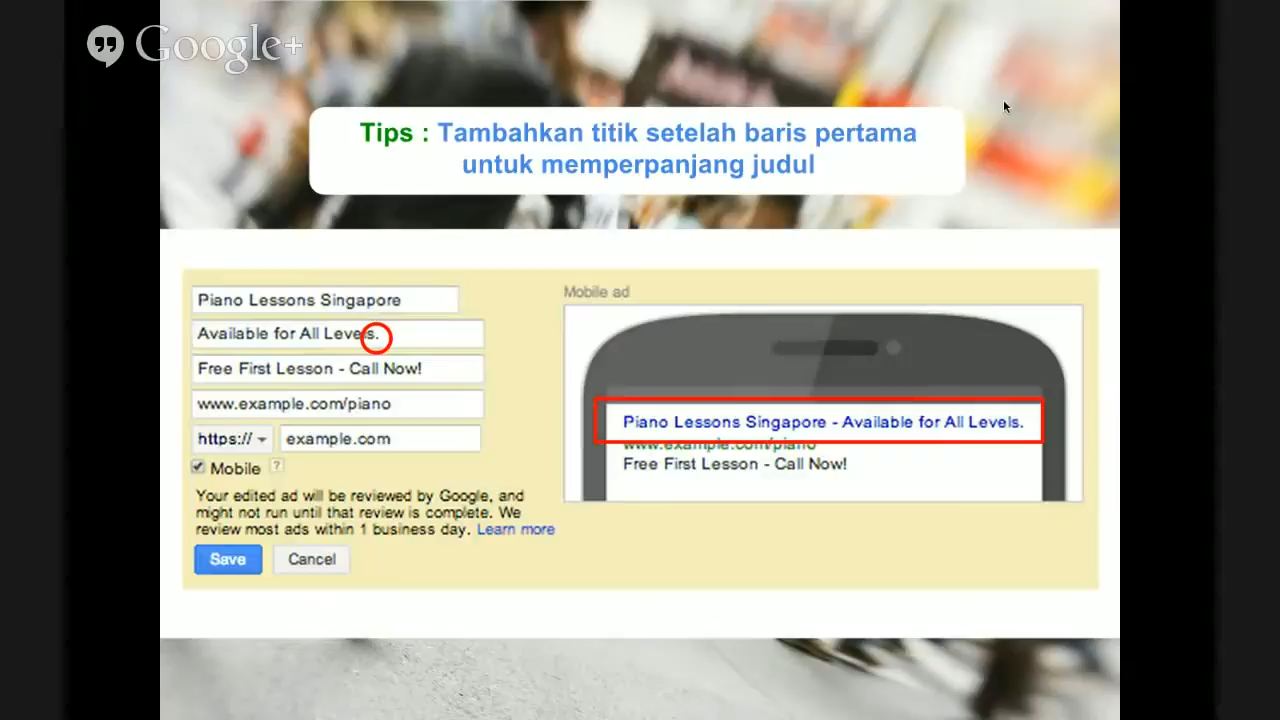 Google+
Tips : Tambahkan titik setelah baris pertama
untuk memperpanjang judul
Piano Lessons Singapore
Available for All Levels.
Free First Lesson - Call Now!
www.example.com/piano
https:// example.com
Mobile ?
Your edited ad will be reviewed by Google, and
might not run until that review is complete. We
review most ads within 1 business day. Learn more
Save Cancel
Mobile ad
Piano Lessons Singapore - Available for All Levels.
www.example.com/piano
Free First Lesson - Call Now!